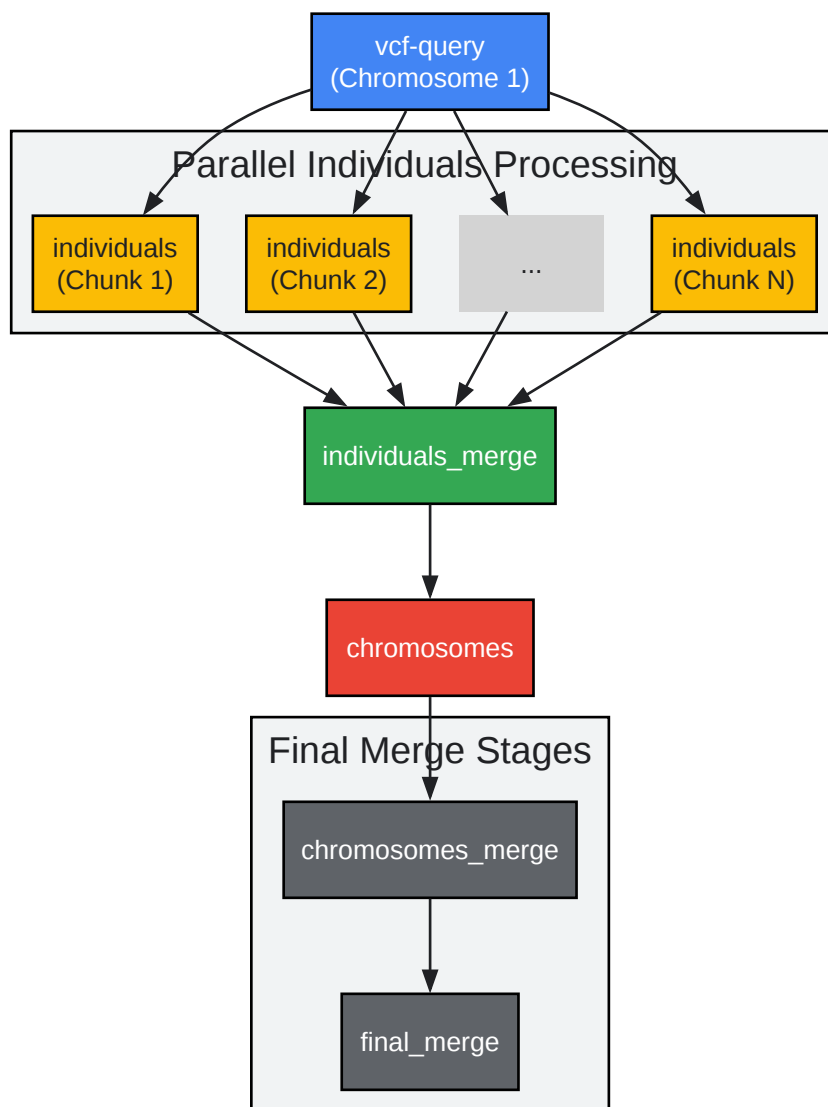 vcf-query
(Chromosome 1)
Parallel Individuals Processing
individuals
(Chunk 1)
individuals
(Chunk 2)
...
individuals
(Chunk N)
individuals_merge
chromosomes
Final Merge Stages
chromosomes_merge
final_merge